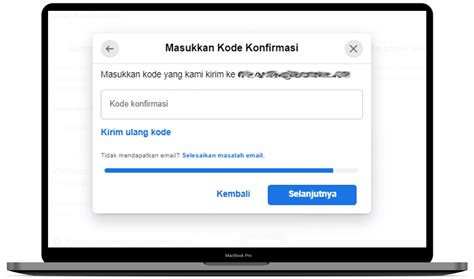 Masukkan Kode Konfirmasi
Masukkan kode yang kami kirim ke
Kode konfirmasi
Kirim ulang kode
Tidak mendapatkan email? Selesaikan masalah email.
Kembali
Selanjutnya
MacBook Pro